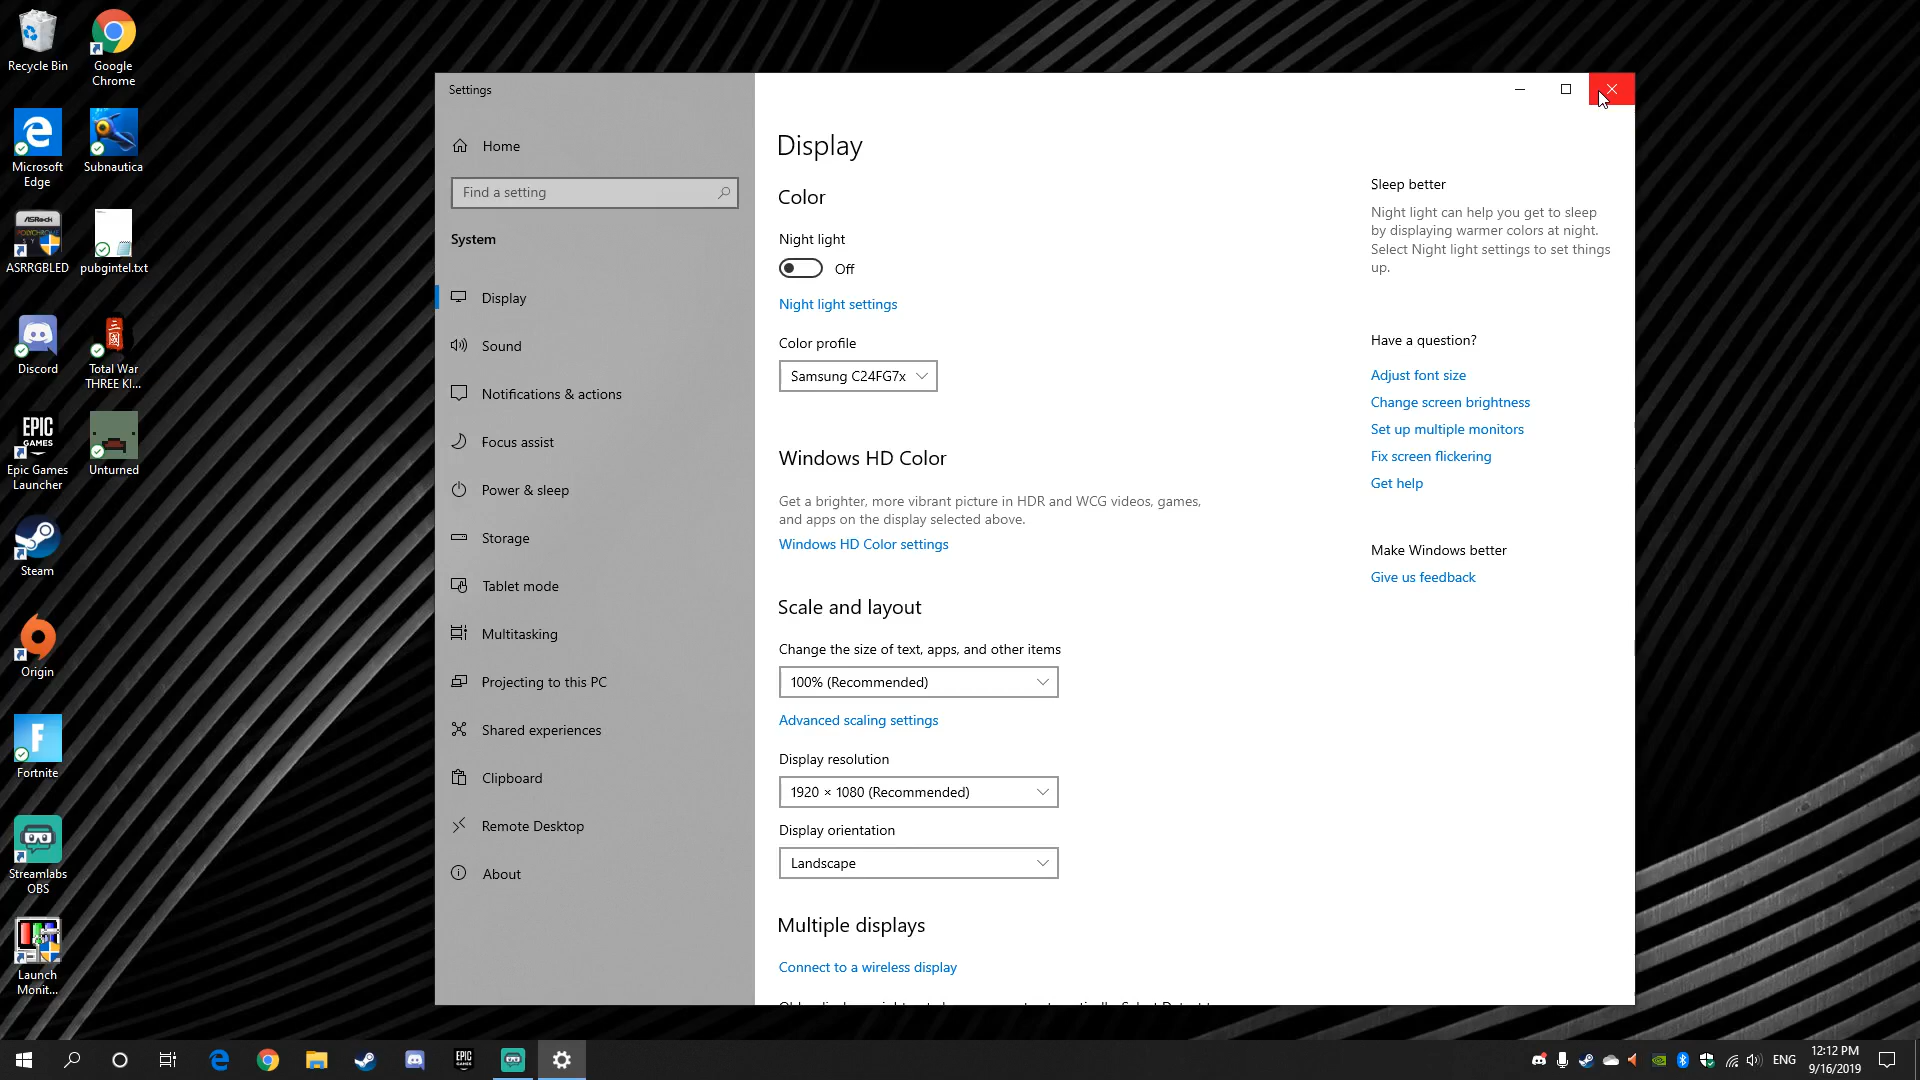 Recycle Bin
Google
Chrome
Microsoft
Edge
Subnautica
ASRock
POLYCHROME
ASRRGBLED
pubgintel.txt
Discord
Total War
THREE KI...
EPIC
GAMES
Epic Games
Launcher
Unturned
Steam
Origin
Fortnite
Streamlabs
OBS
Launch
Monit...
Settings
Home
Find a setting
System
Display
Sound
Notifications & actions
Focus assist
Power & sleep
Storage
Tablet mode
Multitasking
Projecting to this PC
Shared experiences
Clipboard
Remote Desktop
About
Display
Color
Night light
Off
Night light settings
Color profile
Samsung C24FG7x
Windows HD Color
Get a brighter, more vibrant picture in HDR and WCG videos, games,
and apps on the display selected above.
Windows HD Color settings
Scale and layout
Change the size of text, apps, and other items
100% (Recommended)
Advanced scaling settings
Display resolution
1920 × 1080 (Recommended)
Display orientation
Landscape
Multiple displays
Connect to a wireless display
Sleep better
Night light can help you get to sleep
by displaying warmer colors at night.
Select Night light settings to set things
up.
Have a question?
Adjust font size
Change screen brightness
Set up multiple monitors
Fix screen flickering
Get help
Make Windows better
Give us feedback
EPIC
GAMES
ENG
12:12 PM
9/16/2019